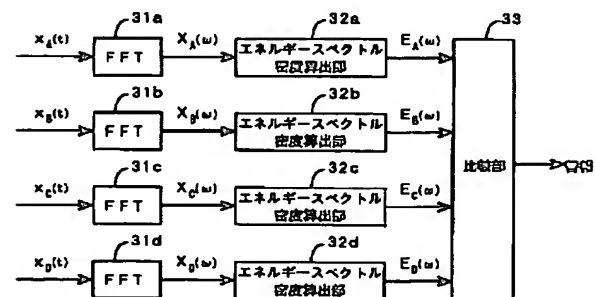 31a
32a
33
x_A(t)
FFT
X_A(ω)
エネルギースペクトル
密度算出部
E_A(ω)
31b
32b
x_B(t)
FFT
X_B(ω)
エネルギースペクトル
密度算出部
E_B(ω)
比較部
31c
32c
x_C(t)
FFT
X_C(ω)
エネルギースペクトル
密度算出部
E_C(ω)
31d
32d
x_D(t)
FFT
X_D(ω)
エネルギースペクトル
密度算出部
E_D(ω)